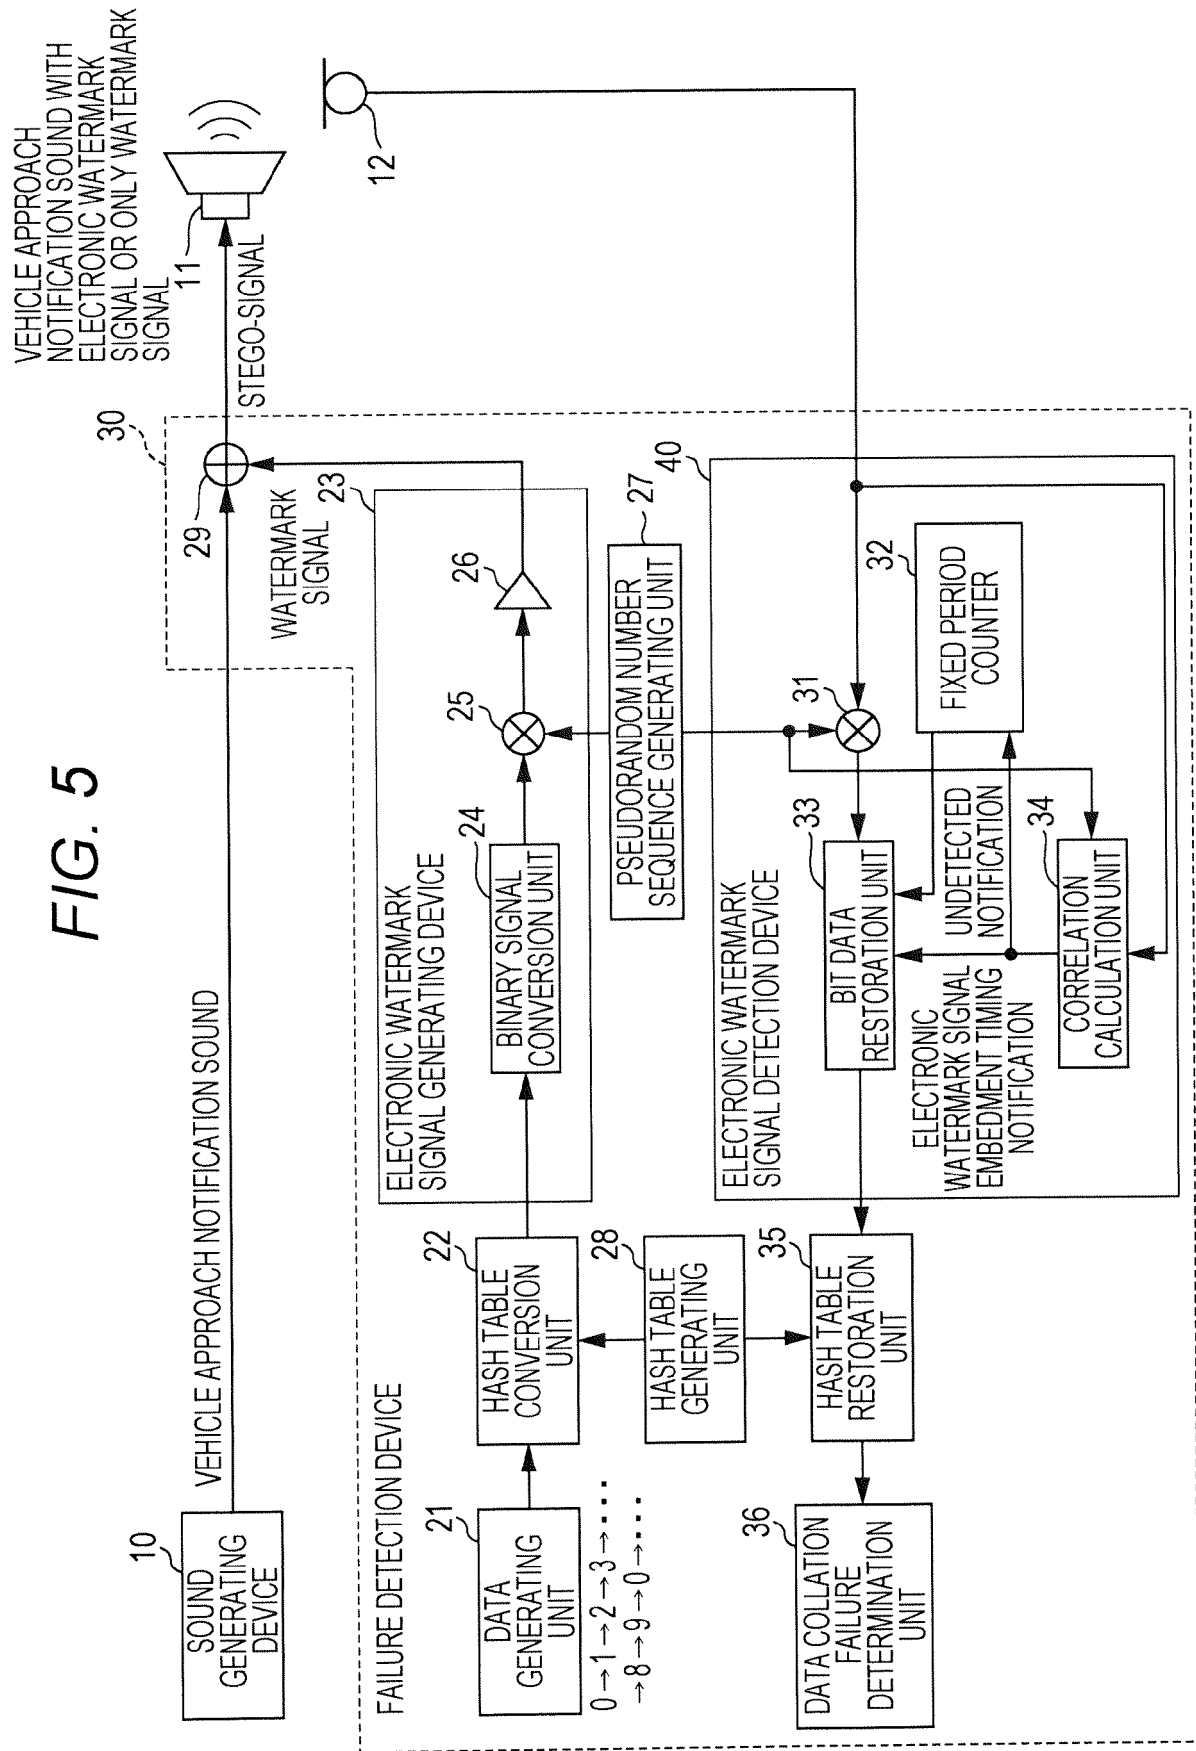 FIG. 5
10
SOUND
GENERATING
DEVICE
VEHICLE APPROACH NOTIFICATION SOUND
29
30
STEGO-SIGNAL
11
VEHICLE APPROACH
NOTIFICATION SOUND WITH
ELECTRONIC WATERMARK
SIGNAL OR ONLY WATERMARK
SIGNAL
12
WATERMARK
SIGNAL
FAILURE DETECTION DEVICE
21
DATA
GENERATING
UNIT
0→1→2→3→····
→8→9→0→····
22
HASH TABLE
CONVERSION
UNIT
23
ELECTRONIC WATERMARK
SIGNAL GENERATING DEVICE
24
BINARY SIGNAL
CONVERSION UNIT
25
26
27
PSEUDORANDOM NUMBER
SEQUENCE GENERATING UNIT
28
HASH TABLE
GENERATING
UNIT
40
ELECTRONIC WATERMARK
SIGNAL DETECTION DEVICE
31
32
FIXED PERIOD
COUNTER
33
BIT DATA
RESTORATION UNIT
UNDETECTED
NOTIFICATION
ELECTRONIC
WATERMARK SIGNAL
EMBEDMENT TIMING
NOTIFICATION
34
CORRELATION
CALCULATION UNIT
35
HASH TABLE
RESTORATION
UNIT
36
DATA COLLATION
FAILURE
DETERMINATION
UNIT